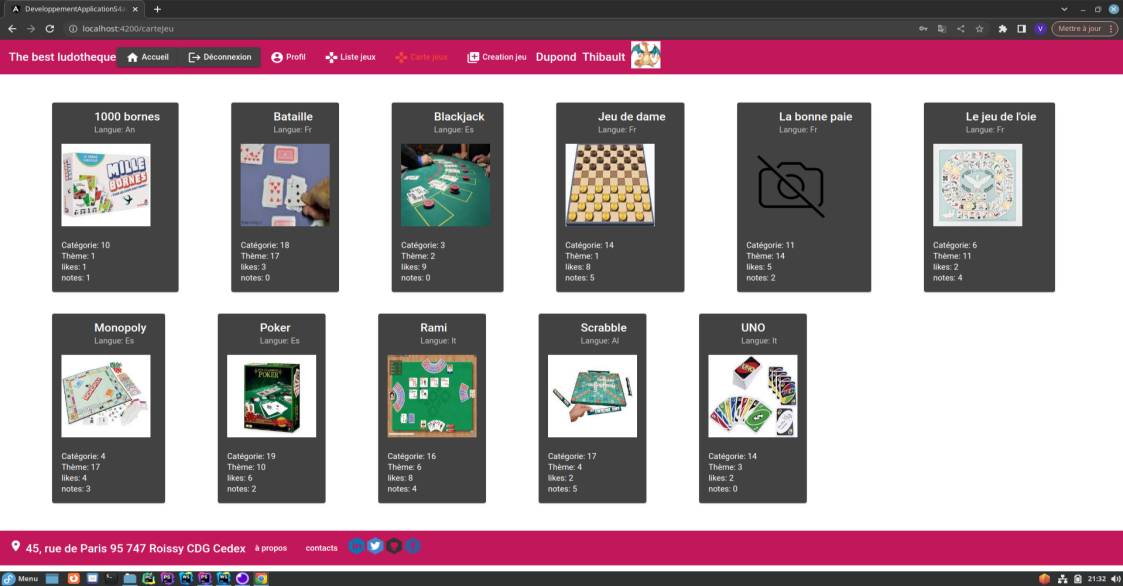 DeveloppementApplicationS4a
localhost:4200/carteJeu
V
Mettre à jour
The best ludotheque
Accueil
Déconnexion
Profil
Liste jeux
Carte jeux
Creation jeu
Dupond Thibault
1000 bornes
Langue: An
MILLE
BORNES
Catégorie: 10
Thème: 1
likes: 1
notes: 1
Bataille
Langue: Fr
Catégorie: 18
Thème: 17
likes: 3
notes: 0
Blackjack
Langue: Es
Catégorie: 3
Thème: 2
likes: 9
notes: 0
Jeu de dame
Langue: Fr
Catégorie: 14
Thème: 1
likes: 8
notes: 5
La bonne paie
Langue: Fr
Catégorie: 11
Thème: 14
likes: 5
notes: 2
Le jeu de l'oie
Langue: Fr
Catégorie: 6
Thème: 11
likes: 2
notes: 4
Monopoly
Langue: Es
MONOPOLY
Catégorie: 4
Thème: 17
likes: 4
notes: 3
Poker
Langue: Es
POKER
Catégorie: 19
Thème: 10
likes: 6
notes: 2
Rami
Langue: It
Catégorie: 16
Thème: 6
likes: 8
notes: 4
Scrabble
Langue: Al
Catégorie: 17
Thème: 4
likes: 2
notes: 5
UNO
Langue: It
UNO
Catégorie: 14
Thème: 3
likes: 2
notes: 0
45, rue de Paris 95 747 Roissy CDG Cedex
à propos
contacts
Menu
21:32